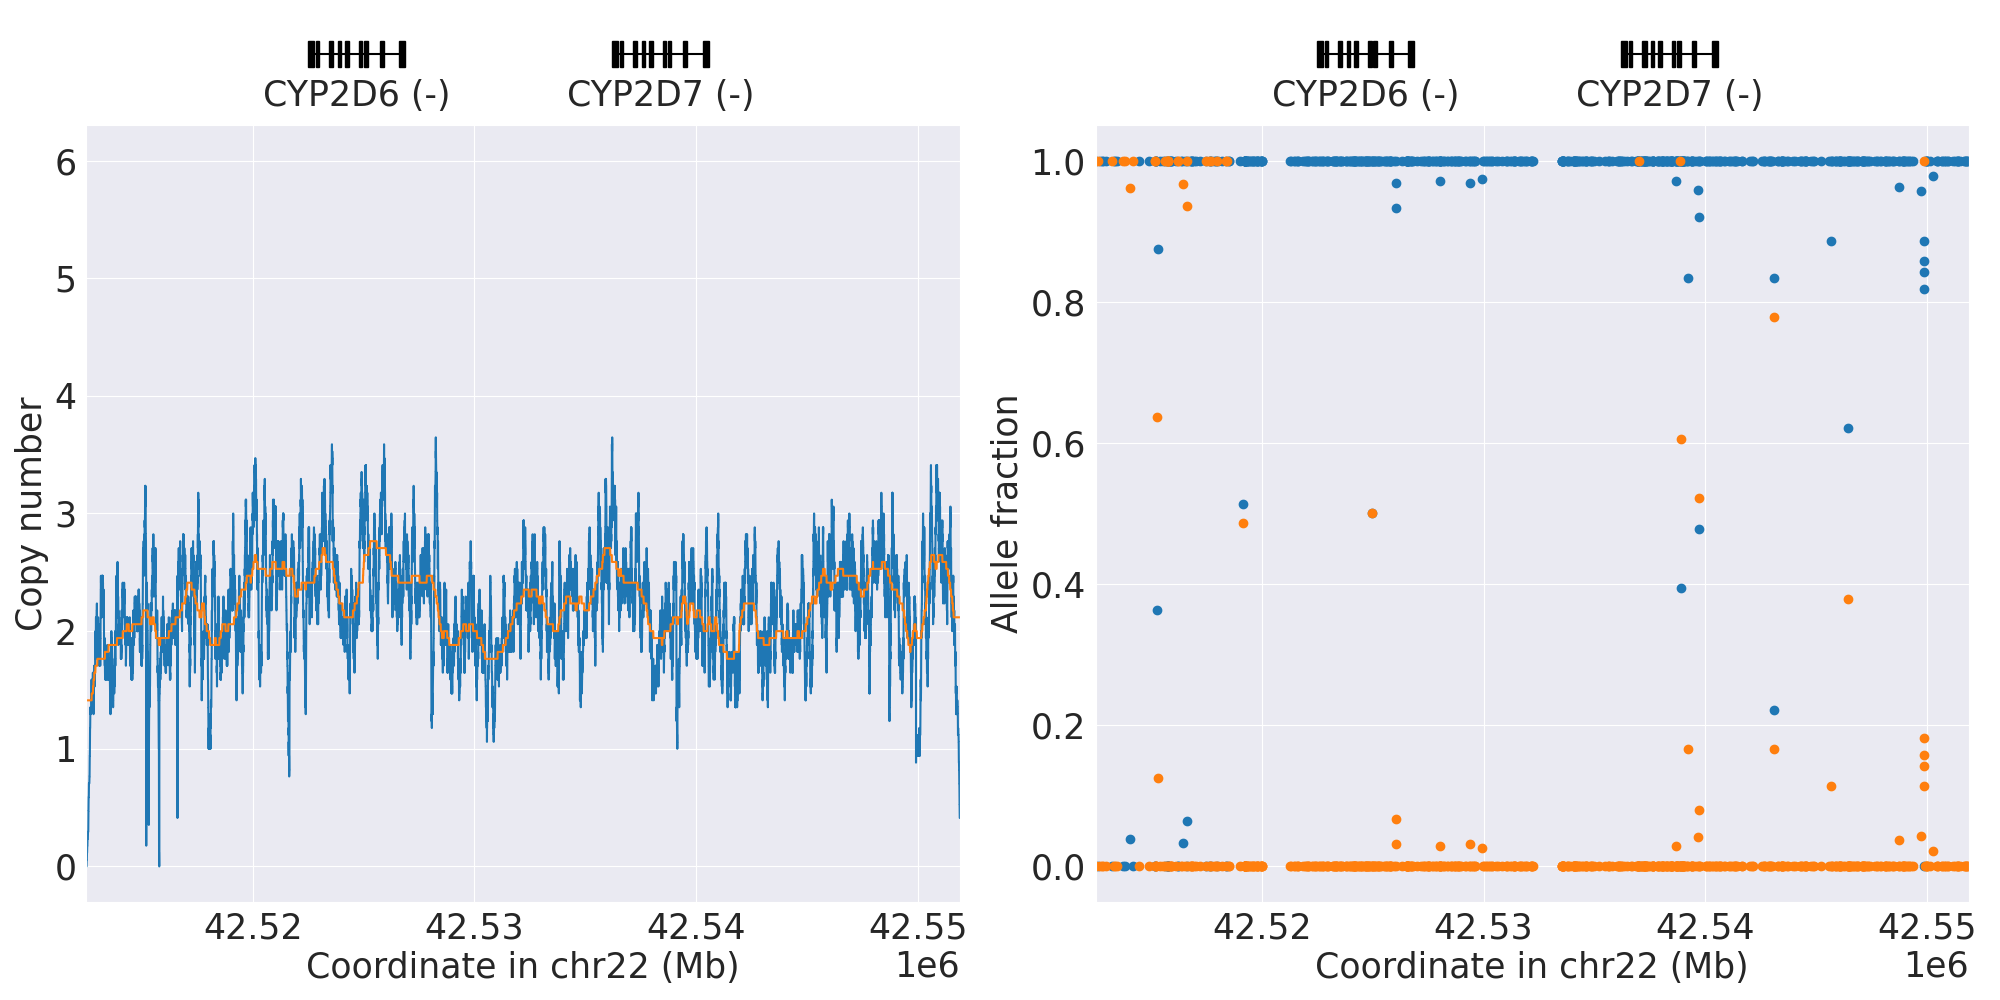 CYP2D6 (-) CYP2D7 (-)
6
5
4
3
2
1
0
Copy number
42.52 42.53 42.54 42.55
Coordinate in chr22 (Mb) 1e6
CYP2D6 (-) CYP2D7 (-)
1.0
0.8
0.6
0.4
0.2
0.0
Allele fraction
42.52 42.53 42.54 42.55
Coordinate in chr22 (Mb) 1e6